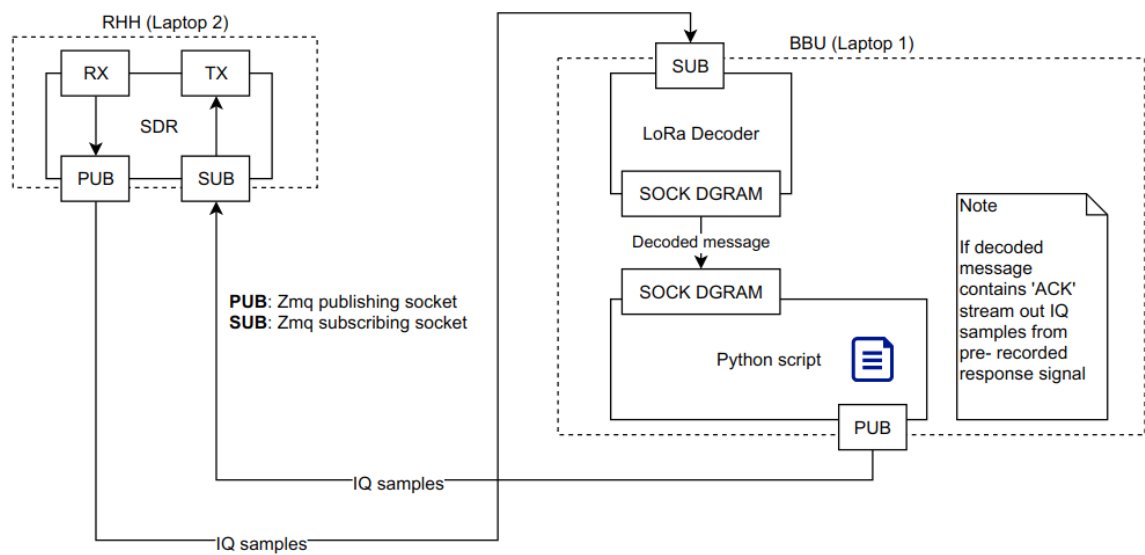 RHH (Laptop 2)
RX
TX
SDR
PUB
SUB
PUB: Zmq publishing socket
SUB: Zmq subscribing socket
IQ samples
IQ samples
BBU (Laptop 1)
SUB
LoRa Decoder
SOCK DGRAM
Decoded message
SOCK DGRAM
Python script
PUB
Note
If decoded
message
contains 'ACK'
stream out IQ
samples from
pre- recorded
response signal